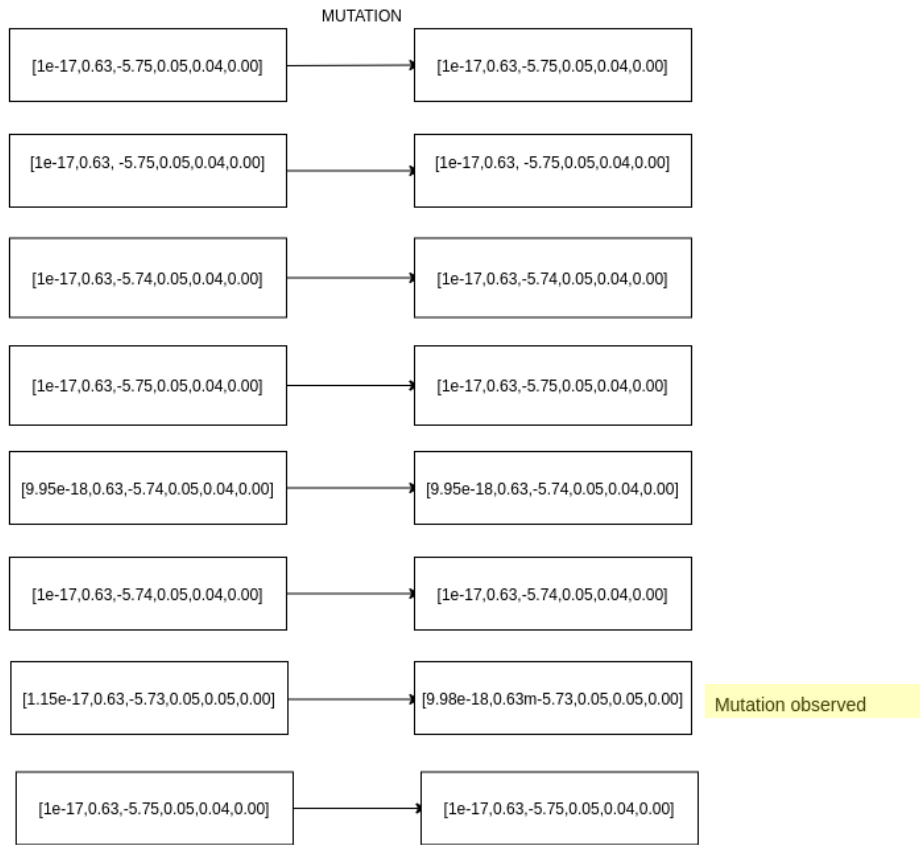 MUTATION
[1e-17,0.63,-5.75,0.05,0.04,0.00] [1e-17,0.63,-5.75,0.05,0.04,0.00]
[1e-17,0.63, -5.75,0.05,0.04,0.00] [1e-17,0.63, -5.75,0.05,0.04,0.00]
[1e-17,0.63,-5.74,0.05,0.04,0.00] [1e-17,0.63,-5.74,0.05,0.04,0.00]
[1e-17,0.63,-5.75,0.05,0.04,0.00] [1e-17,0.63,-5.75,0.05,0.04,0.00]
[9.95e-18,0.63,-5.74,0.05,0.04,0.00] [9.95e-18,0.63,-5.74,0.05,0.04,0.00]
[1e-17,0.63,-5.74,0.05,0.04,0.00] [1e-17,0.63,-5.74,0.05,0.04,0.00]
[1.15e-17,0.63,-5.73,0.05,0.05,0.00] [9.98e-18,0.63m-5.73,0.05,0.05,0.00] Mutation observed
[1e-17,0.63,-5.75,0.05,0.04,0.00] [1e-17,0.63,-5.75,0.05,0.04,0.00]